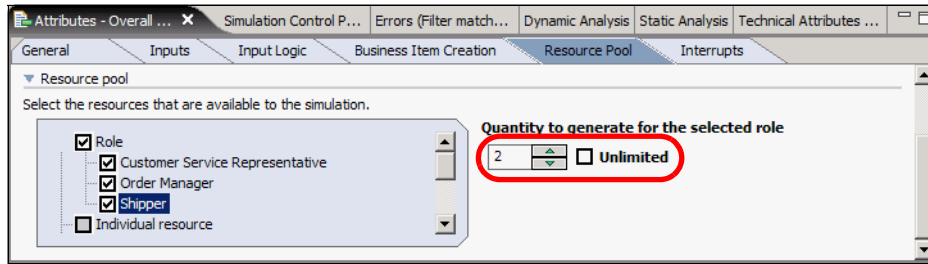 Attributes - Overall ... Simulation Control P... Errors (Filter match... Dynamic Analysis Static Analysis Technical Attributes ...
General Inputs Input Logic Business Item Creation Resource Pool Interrupts
Resource pool
Select the resources that are available to the simulation.
Quantity to generate for the selected role
Role
2 Unlimited
Customer Service Representative
Order Manager
Shipper
Individual resource